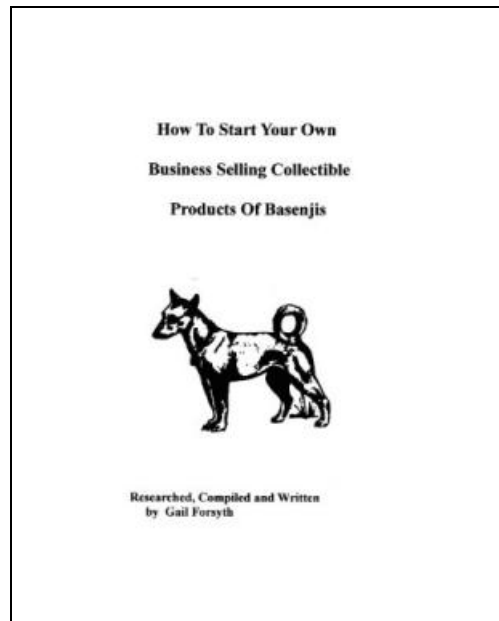 How To Start Your Own
Business Selling Collectible
Products Of Basenjis
Researched, Compiled and Written
by Gail Forsyth